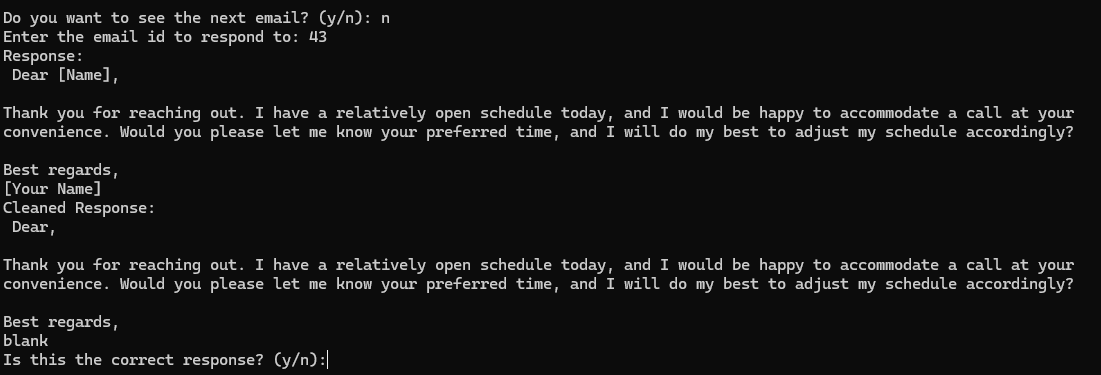 Do you want to see the next email? (y/n): n
Enter the email id to respond to: 43
Response:
Dear [Name],
Thank you for reaching out. I have a relatively open schedule today, and I would be happy to accommodate a call at your
convenience. Would you please let me know your preferred time, and I will do my best to adjust my schedule accordingly?
Best regards,
[Your Name]
Cleaned Response:
Dear,
Thank you for reaching out. I have a relatively open schedule today, and I would be happy to accommodate a call at your
convenience. Would you please let me know your preferred time, and I will do my best to adjust my schedule accordingly?
Best regards,
blank
Is this the correct response? (y/n):